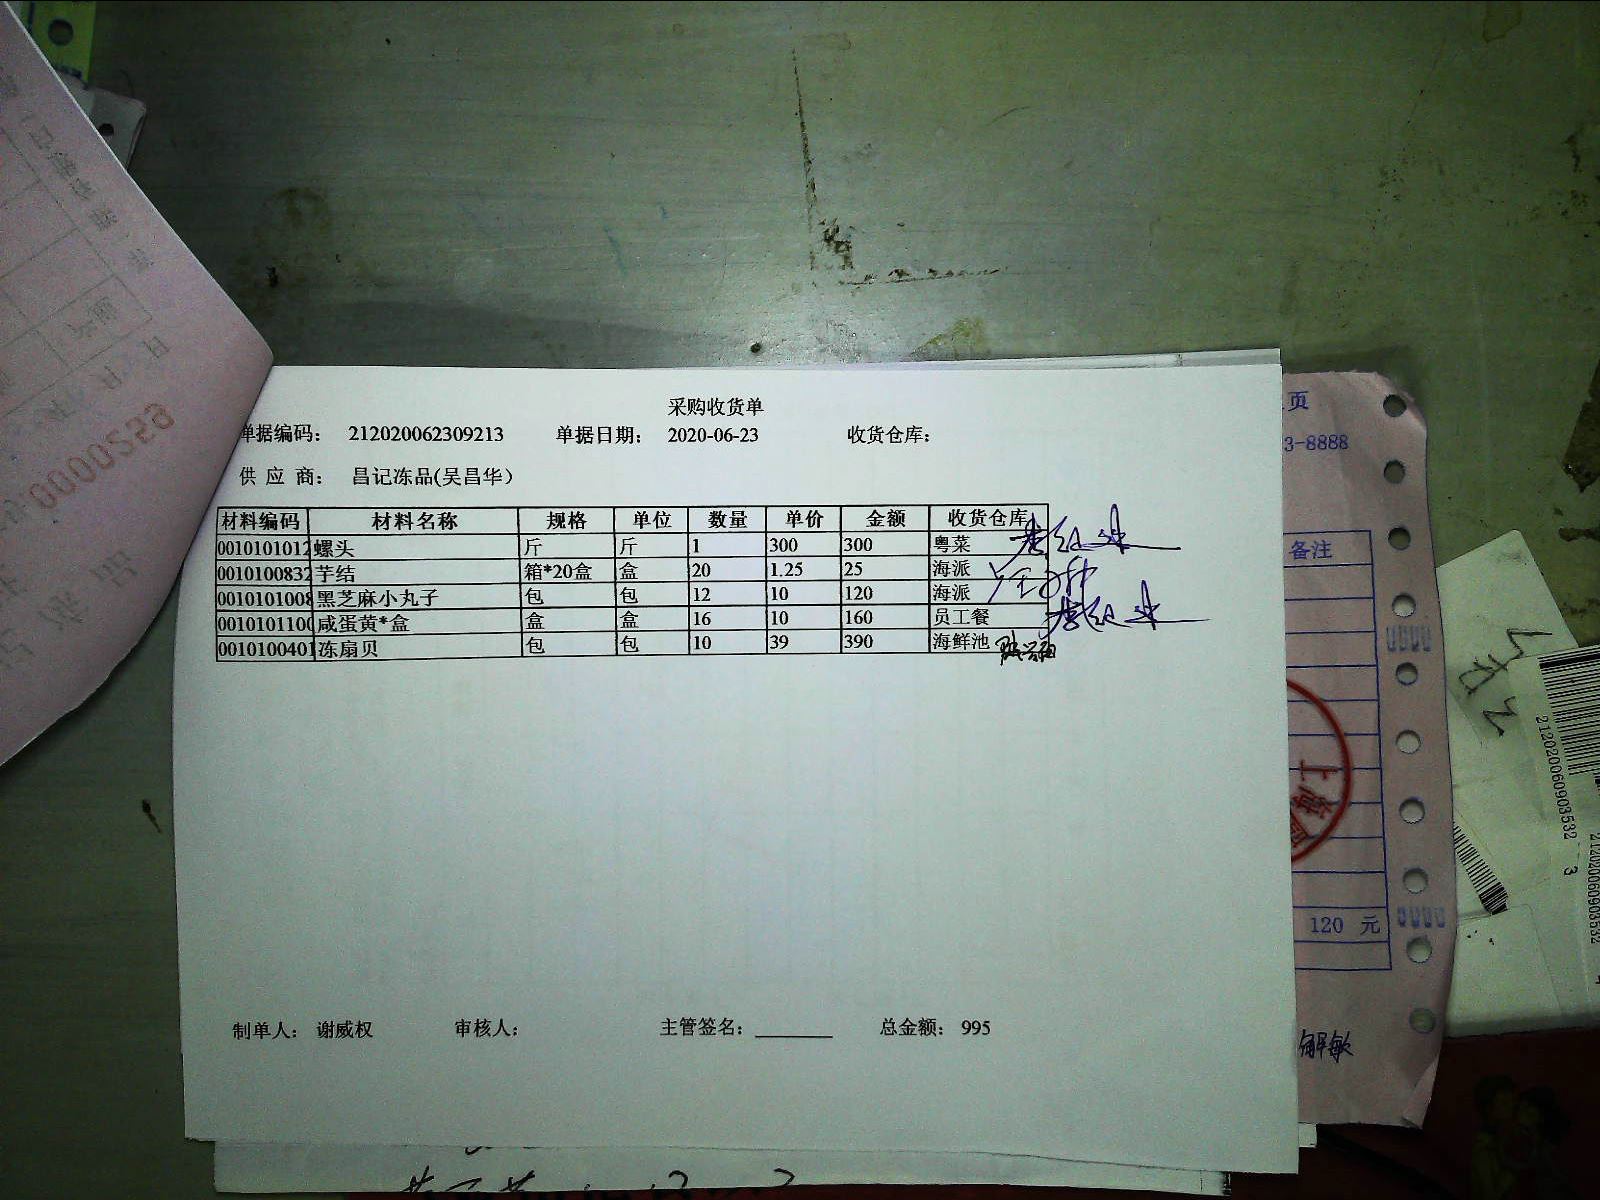 采购收货单
单据编码： 212020062309213 单据日期： 2020-06-23 收货仓库：
供 应 商： 昌记冻品(吴昌华）
材料编码 材料名称 规格 单位 数量 单价 金额 收货仓库
0010101012 螺头 斤 斤 1 300 300 粤菜
0010100832 芋结 箱*20盒 盒 20 1.25 25 海派
0010101008 黑芝麻小丸子 包 包 12 10 120 海派
0010101100 咸蛋黄*盒 盒 盒 16 10 160 员工餐
0010100401 冻扇贝 包 包 10 39 390 海鲜池
制单人： 谢威权 审核人： 主管签名： 总金额： 995
页
3-8888
备注
上海
120 元
212020060903532 3
212020060903532
0000259